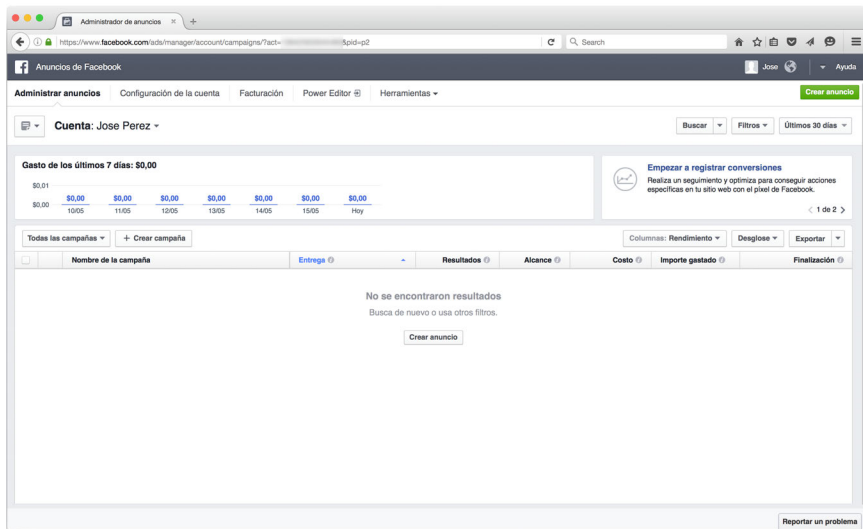 Administrador de anuncios
https://www.facebook.com/ads/manager/account/campaigns/?act= &pid=p2
Search
Anuncios de Facebook
Jose
Ayuda
Administrar anuncios Configuración de la cuenta Facturación Power Editor Herramientas
Crear anuncio
Cuenta: Jose Perez
Buscar Filtros Últimos 30 días
Gasto de los últimos 7 días: $0,00
$0,01
$0,00
$0,00 $0,00 $0,00 $0,00 $0,00 $0,00 $0,00
10/05 11/05 12/05 13/05 14/05 15/05 Hoy
Empezar a registrar conversiones
Realiza un seguimiento y optimiza para conseguir acciones
específicas en tu sitio web con el píxel de Facebook.
1 de 2
Todas las campañas + Crear campaña
Columnas: Rendimiento Desglose Exportar
Nombre de la campaña Entrega Resultados Alcance Costo Importe gastado Finalización
No se encontraron resultados
Busca de nuevo o usa otros filtros.
Crear anuncio
Reportar un problema